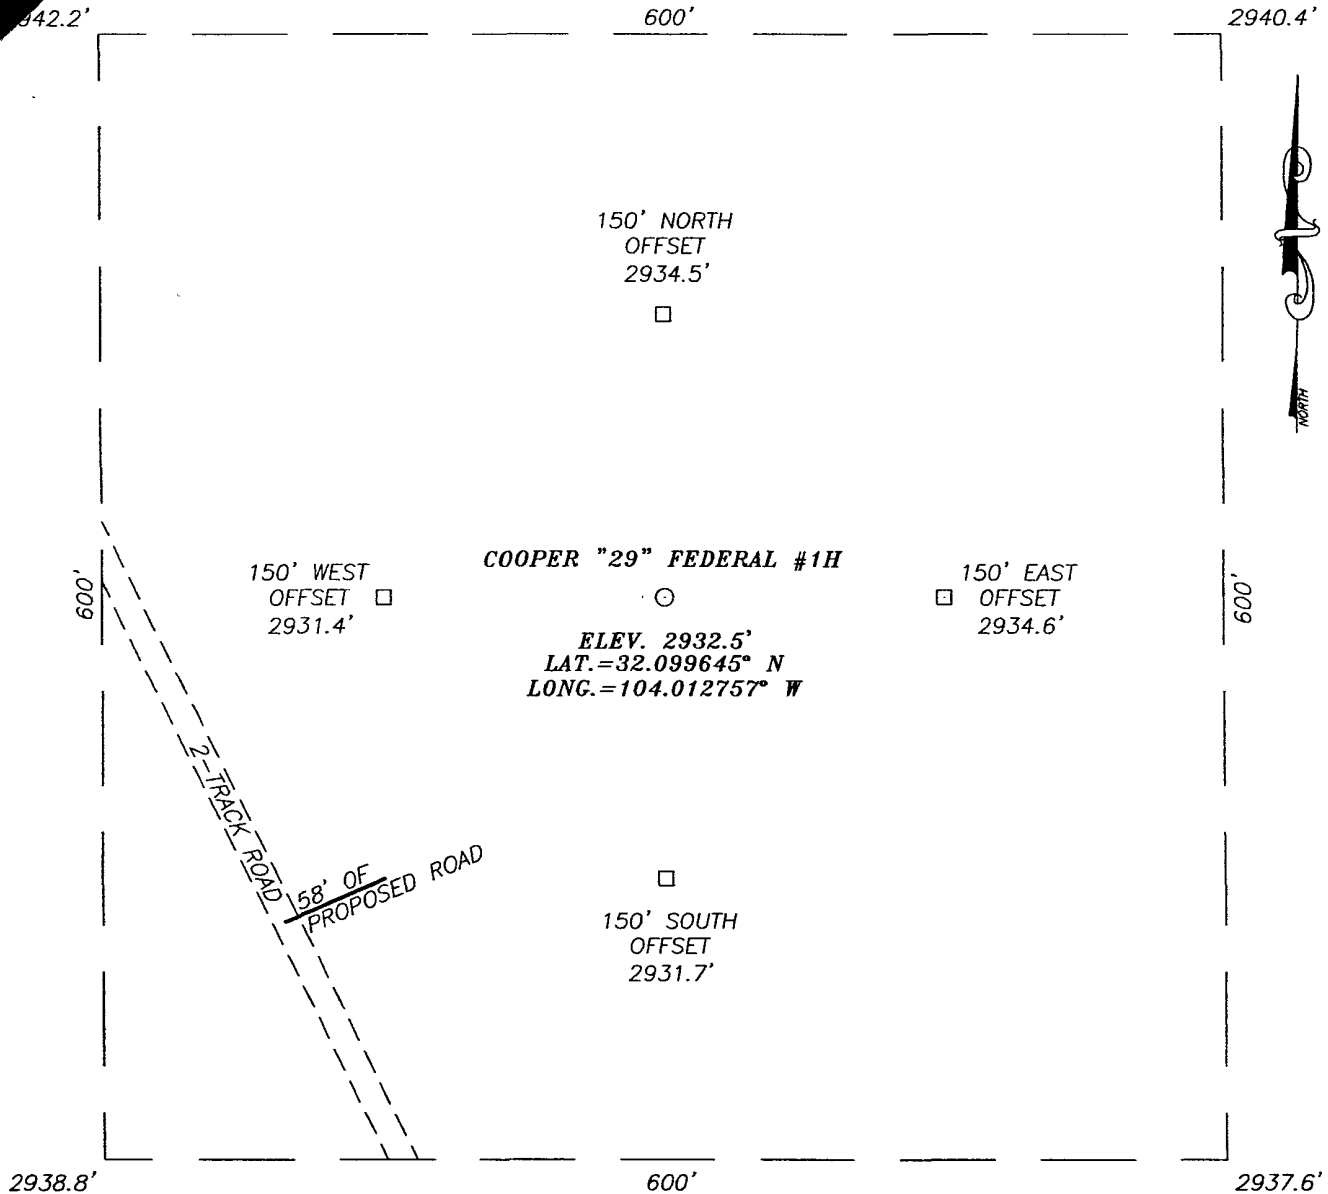 942.2' 600' 2940.4'
NORTH
150' NORTH
OFFSET
2934.5'
COOPER "29" FEDERAL #1H
600'
150' WEST
OFFSET
2931.4'
150' EAST
OFFSET
2934.6'
600'
ELEV. 2932.5'
LAT.=32.099645° N
LONG.=104.012757° W
2-TRACK ROAD
58' OF
PROPOSED ROAD
150' SOUTH
OFFSET
2931.7'
2938.8' 600' 2937.6'